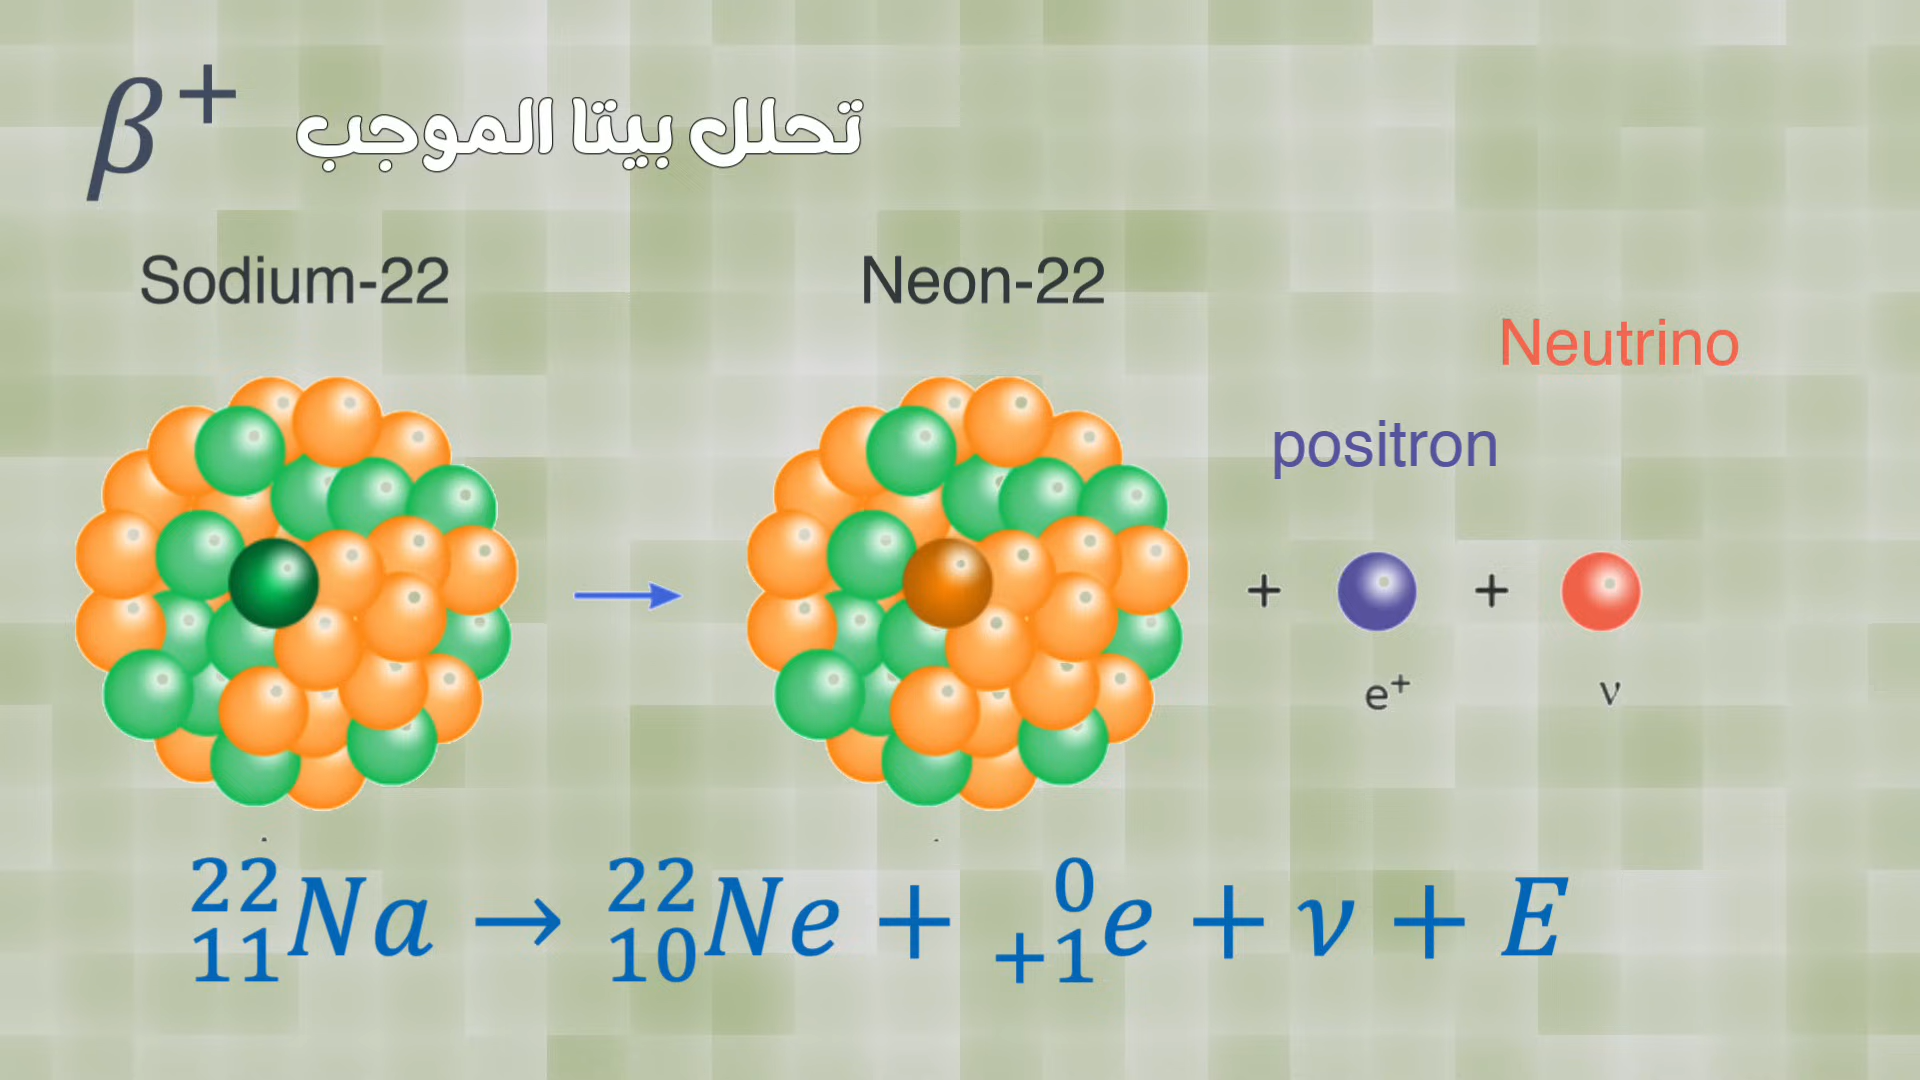 β⁺ تحلل بيتا الموجب
Sodium-22
Neon-22
Neutrino
positron
+ +
e⁺
ν
²²₁₁Na → ²²₁₀Ne + ⁰₊₁e + ν + E